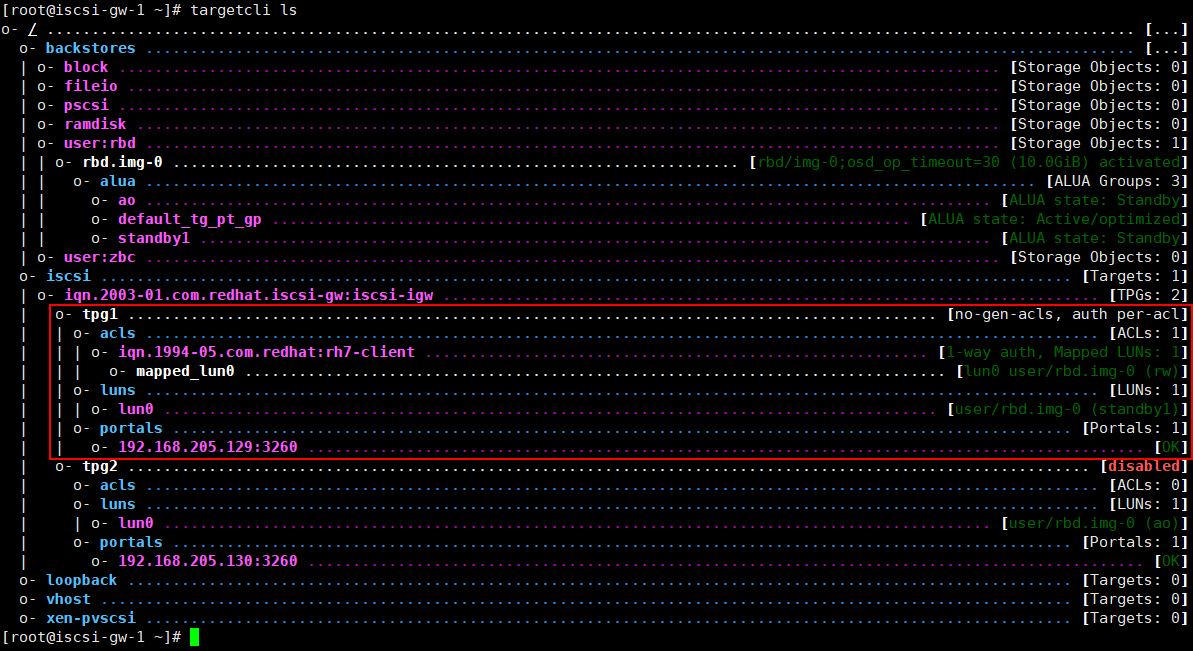 [root@iscsi-gw-1 ~]# targetcli ls
o- / ......................................................................................................................... [...]
  o- backstores .............................................................................................................. [...]
  | o- block .................................................................................................. [Storage Objects: 0]
  | o- fileio ................................................................................................. [Storage Objects: 0]
  | o- pscsi .................................................................................................. [Storage Objects: 0]
  | o- ramdisk ................................................................................................ [Storage Objects: 0]
  | o- user:rbd ............................................................................................... [Storage Objects: 1]
  | | o- rbd.img-0 ............................................................... [rbd/img-0;osd_op_timeout=30 (10.0GiB) activated]
  | |   o- alua ................................................................................................... [ALUA Groups: 3]
  | |     o- ao .............................................................................................. [ALUA state: Standby]
  | |     o- default_tg_pt_gp ....................................................................... [ALUA state: Active/optimized]
  | |     o- standby1 ........................................................................................ [ALUA state: Standby]
  | o- user:zbc ............................................................................................... [Storage Objects: 0]
  o- iscsi ............................................................................................................ [Targets: 1]
  | o- iqn.2003-01.com.redhat.iscsi-gw:iscsi-igw ......................................................................... [TPGs: 2]
  |   o- tpg1 .......................................................................................... [no-gen-acls, auth per-acl]
  |   | o- acls .......................................................................................................... [ACLs: 1]
  |   | | o- iqn.1994-05.com.redhat:rh7-client .......................................................... [1-way auth, Mapped LUNs: 1]
  |   | |   o- mapped_lun0 .............................................................................. [lun0 user/rbd.img-0 (rw)]
  |   | o- luns .......................................................................................................... [LUNs: 1]
  |   | | o- lun0 ...................................................................................... [user/rbd.img-0 (standby1)]
  |   | o- portals .................................................................................................... [Portals: 1]
  |   |   o- 192.168.205.129:3260 .............................................................................................. [OK]
  |   o- tpg2 ........................................................................................................... [disabled]
  |     o- acls .......................................................................................................... [ACLs: 0]
  |     o- luns .......................................................................................................... [LUNs: 1]
  |     | o- lun0 ............................................................................................ [user/rbd.img-0 (ao)]
  |     o- portals .................................................................................................... [Portals: 1]
  |       o- 192.168.205.130:3260 .............................................................................................. [OK]
  o- loopback ......................................................................................................... [Targets: 0]
  o- vhost ............................................................................................................ [Targets: 0]
  o- xen-pvscsi ....................................................................................................... [Targets: 0]
[root@iscsi-gw-1 ~]#